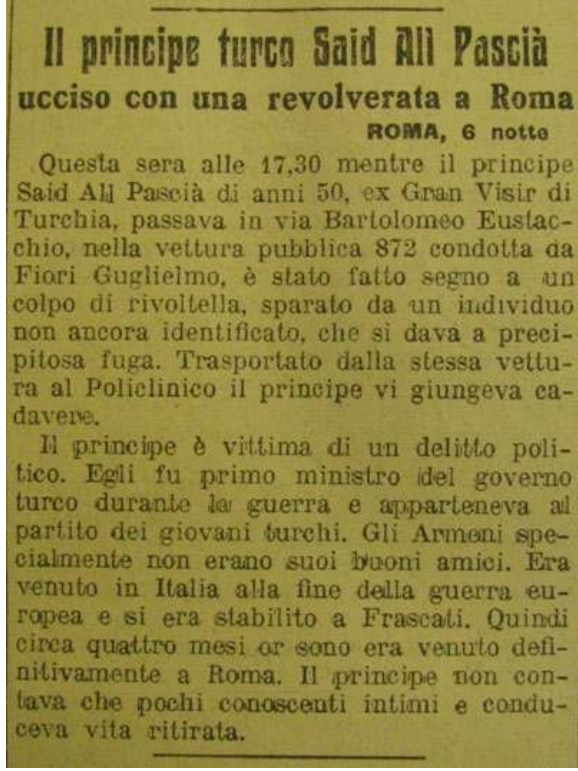 Il principe turco Said Alì Pascià
ucciso con una revolverata a Roma
ROMA, 6 notte
Questa sera alle 17,30 mentre il principe
Said Alì Pascià di anni 50, ex Gran Visir di
Turchia, passava in via Bartolomeo Eustac-
chio, nella vettura pubblica 872 condotta da
Fiori Guglielmo, è stato fatto segno a un
colpo di rivoltella, sparato da un individuo
non ancora identificato, che si dava a preci-
pitosa fuga. Trasportato dalla stessa vettu-
ra al Policlinico il principe vi giungeva ca-
davere.
Il principe è vittima di un delitto poli-
tico. Egli fu primo ministro del governo
turco durante la guerra e apparteneva al
partito dei giovani turchi. Gli Armeni spe-
cialmente non erano suoi buoni amici. Era
venuto in Italia alla fine della guerra eu-
ropea e si era stabilito a Frascati. Quindi
circa quattro mesi or sono era venuto defi-
nitivamente a Roma. Il principe non con-
tava che pochi conoscenti intimi e condu-
ceva vita ritirata.